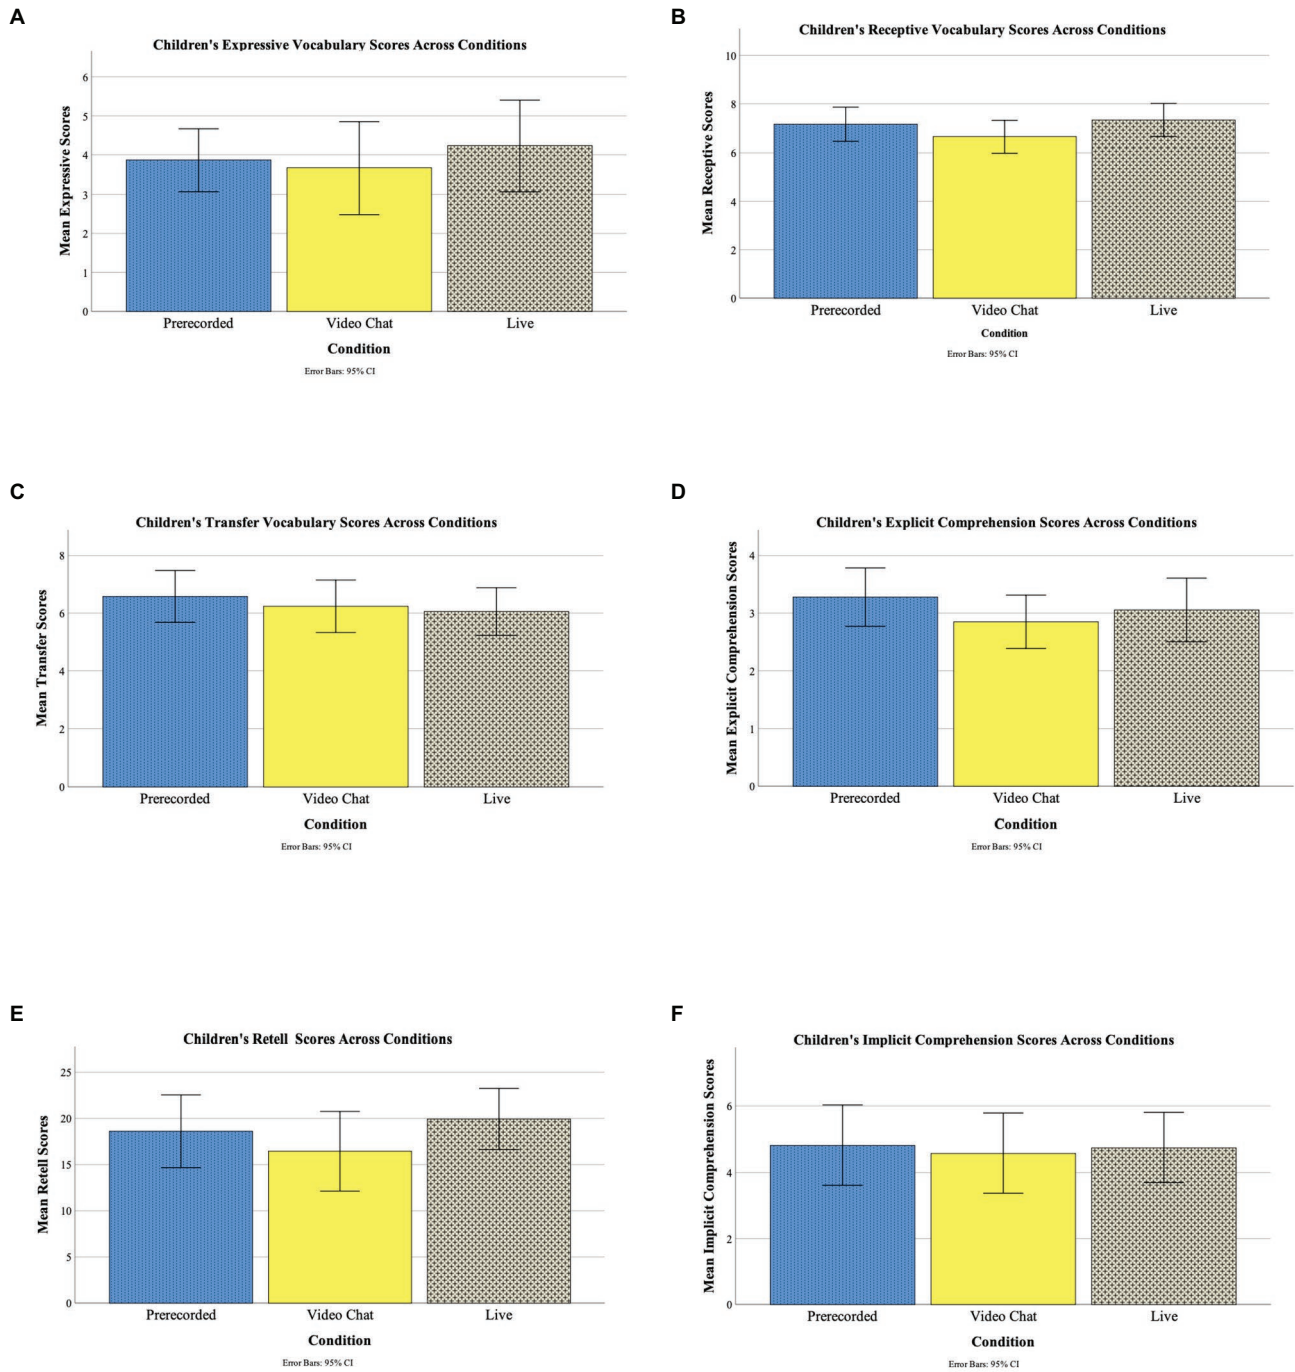 A
Children's Expressive Vocabulary Scores Across Conditions
Mean Expressive Scores
6
5
4
3
2
1
0
Prerecorded Video Chat Live
Condition
Error Bars: 95% CI
B
Children's Receptive Vocabulary Scores Across Conditions
Mean Receptive Scores
10
8
6
4
2
0
Prerecorded Video Chat Live
Condition
Error Bars: 95% CI
C
Children's Transfer Vocabulary Scores Across Conditions
Mean Transfer Scores
8
6
4
2
0
Prerecorded Video Chat Live
Condition
Error Bars: 95% CI
D
Children's Explicit Comprehension Scores Across Conditions
Mean Explicit Comprehension Scores
4
3
2
1
0
Prerecorded Video Chat Live
Condition
Error Bars: 95% CI
E
Children's Retell Scores Across Conditions
Mean Retell Scores
25
20
15
10
5
0
Prerecorded Video Chat Live
Condition
Error Bars: 95% CI
F
Children's Implicit Comprehension Scores Across Conditions
Mean Implicit Comprehension Scores
6
4
2
0
Prerecorded Video Chat Live
Condition
Error Bars: 95% CI